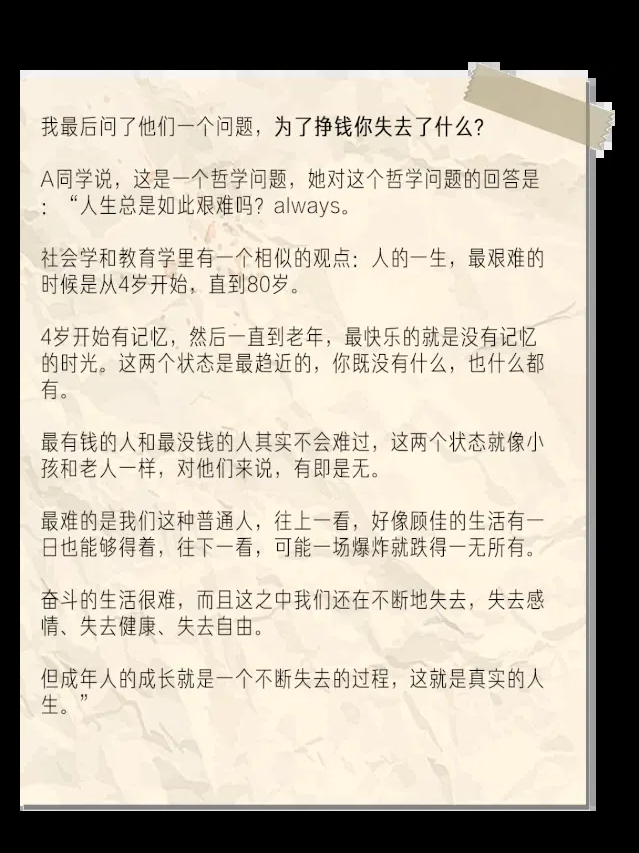 我最后问了他们一个问题，为了挣钱你失去了什么？
A同学说，这是一个哲学问题，她对这个哲学问题的回答是
：“人生总是如此艰难吗？always。
社会学和教育学里有一个相似的观点：人的一生，最艰难的
时候是从4岁开始，直到80岁。
4岁开始有记忆，然后一直到老年，最快乐的就是没有记忆
的时光。这两个状态是最趋近的，你既没有什么，也什么都
有。
最有钱的人和最没钱的人其实不会难过，这两个状态就像小
孩和老人一样，对他们来说，有即是无。
最难的是我们这种普通人，往上一看，好像顾佳的生活有一
日也能够得着，往下一看，可能一场爆炸就跌得一无所有。
奋斗的生活很难，而且这之中我们还在不断地失去，失去感
情、失去健康、失去自由。
但成年人的成长就是一个不断失去的过程，这就是真实的人
生。”